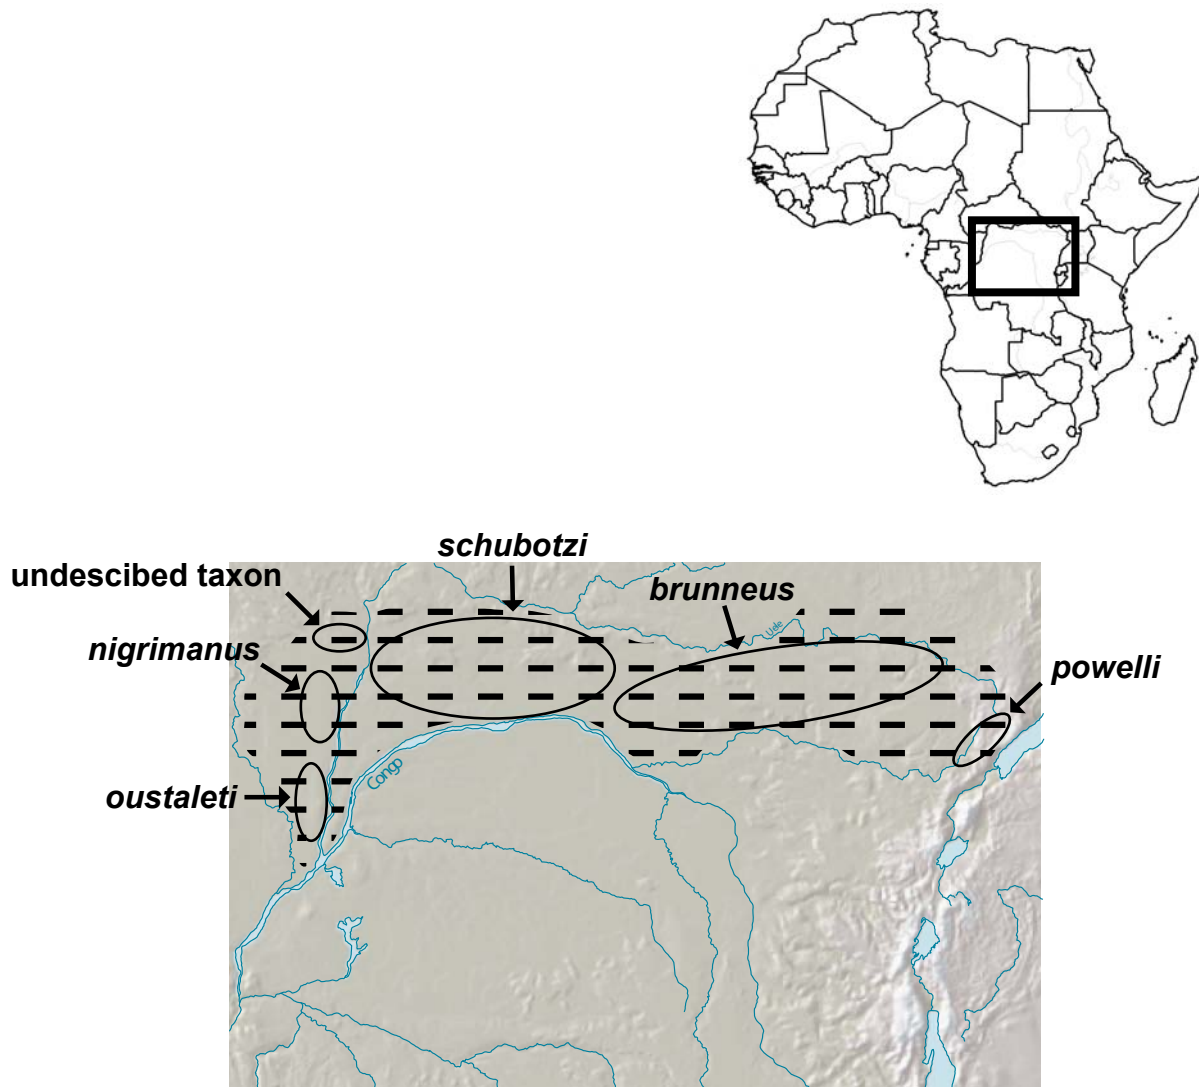 schubotzi
undescibed taxon
brunneus
Uele
nigrimanus
powelli
Congo
oustaleti